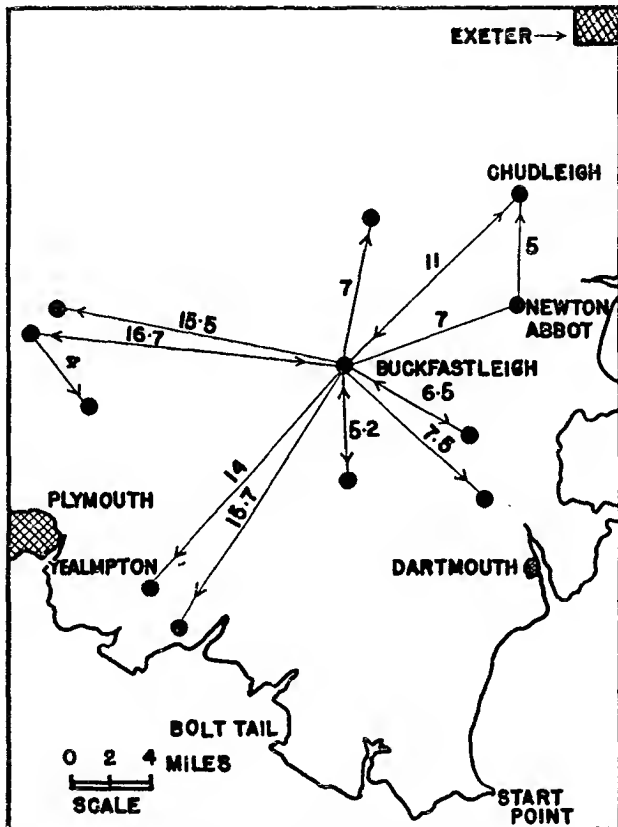 EXETER
CHUDLEIGH
5
11
7
7
NEWTON
ABBOT
15·5
16·7
BUCKFASTLEIGH
6·5
7·5
5·2
14
15·7
PLYMOUTH
YEALMPTON
DARTMOUTH
BOLT TAIL
0 2 4
MILES
SCALE
START
POINT